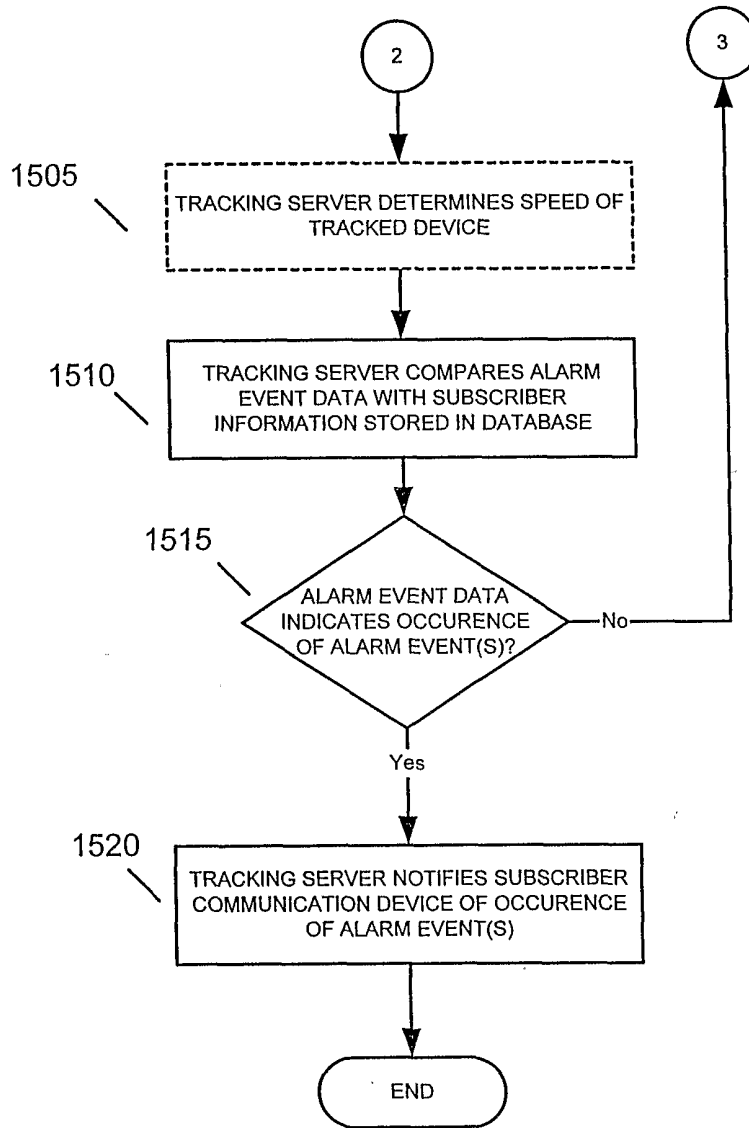 2
3
1505
TRACKING SERVER DETERMINES SPEED OF
TRACKED DEVICE
1510
TRACKING SERVER COMPARES ALARM
EVENT DATA WITH SUBSCRIBER
INFORMATION STORED IN DATABASE
1515
ALARM EVENT DATA
INDICATES OCCURENCE
OF ALARM EVENT(S)?
No
Yes
1520
TRACKING SERVER NOTIFIES SUBSCRIBER
COMMUNICATION DEVICE OF OCCURENCE
OF ALARM EVENT(S)
END